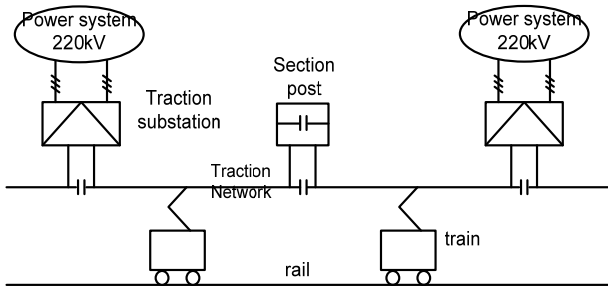 Power system
220kV
Power system
220kV
Section
post
Traction
substation
Traction
Network
train
rail